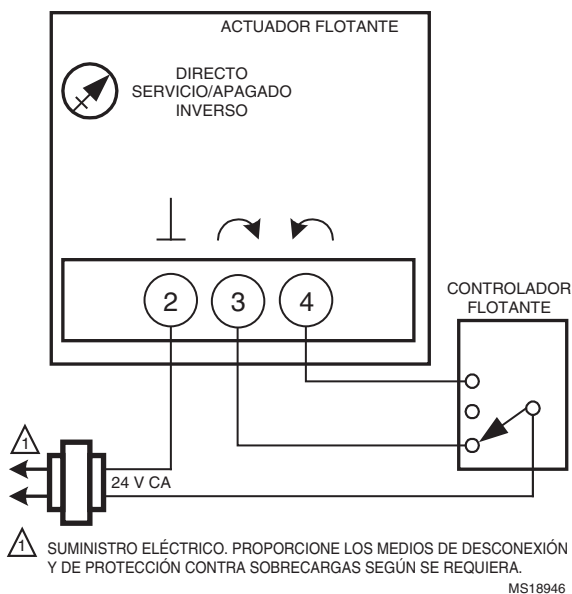 ACTUADOR FLOTANTE
DIRECTO
SERVICIO/APAGADO
INVERSO
2 3 4
CONTROLADOR
FLOTANTE
1
24 V CA
1 SUMINISTRO ELÉCTRICO. PROPORCIONE LOS MEDIOS DE DESCONEXIÓN
Y DE PROTECCIÓN CONTRA SOBRECARGAS SEGÚN SE REQUIERA.
MS18946